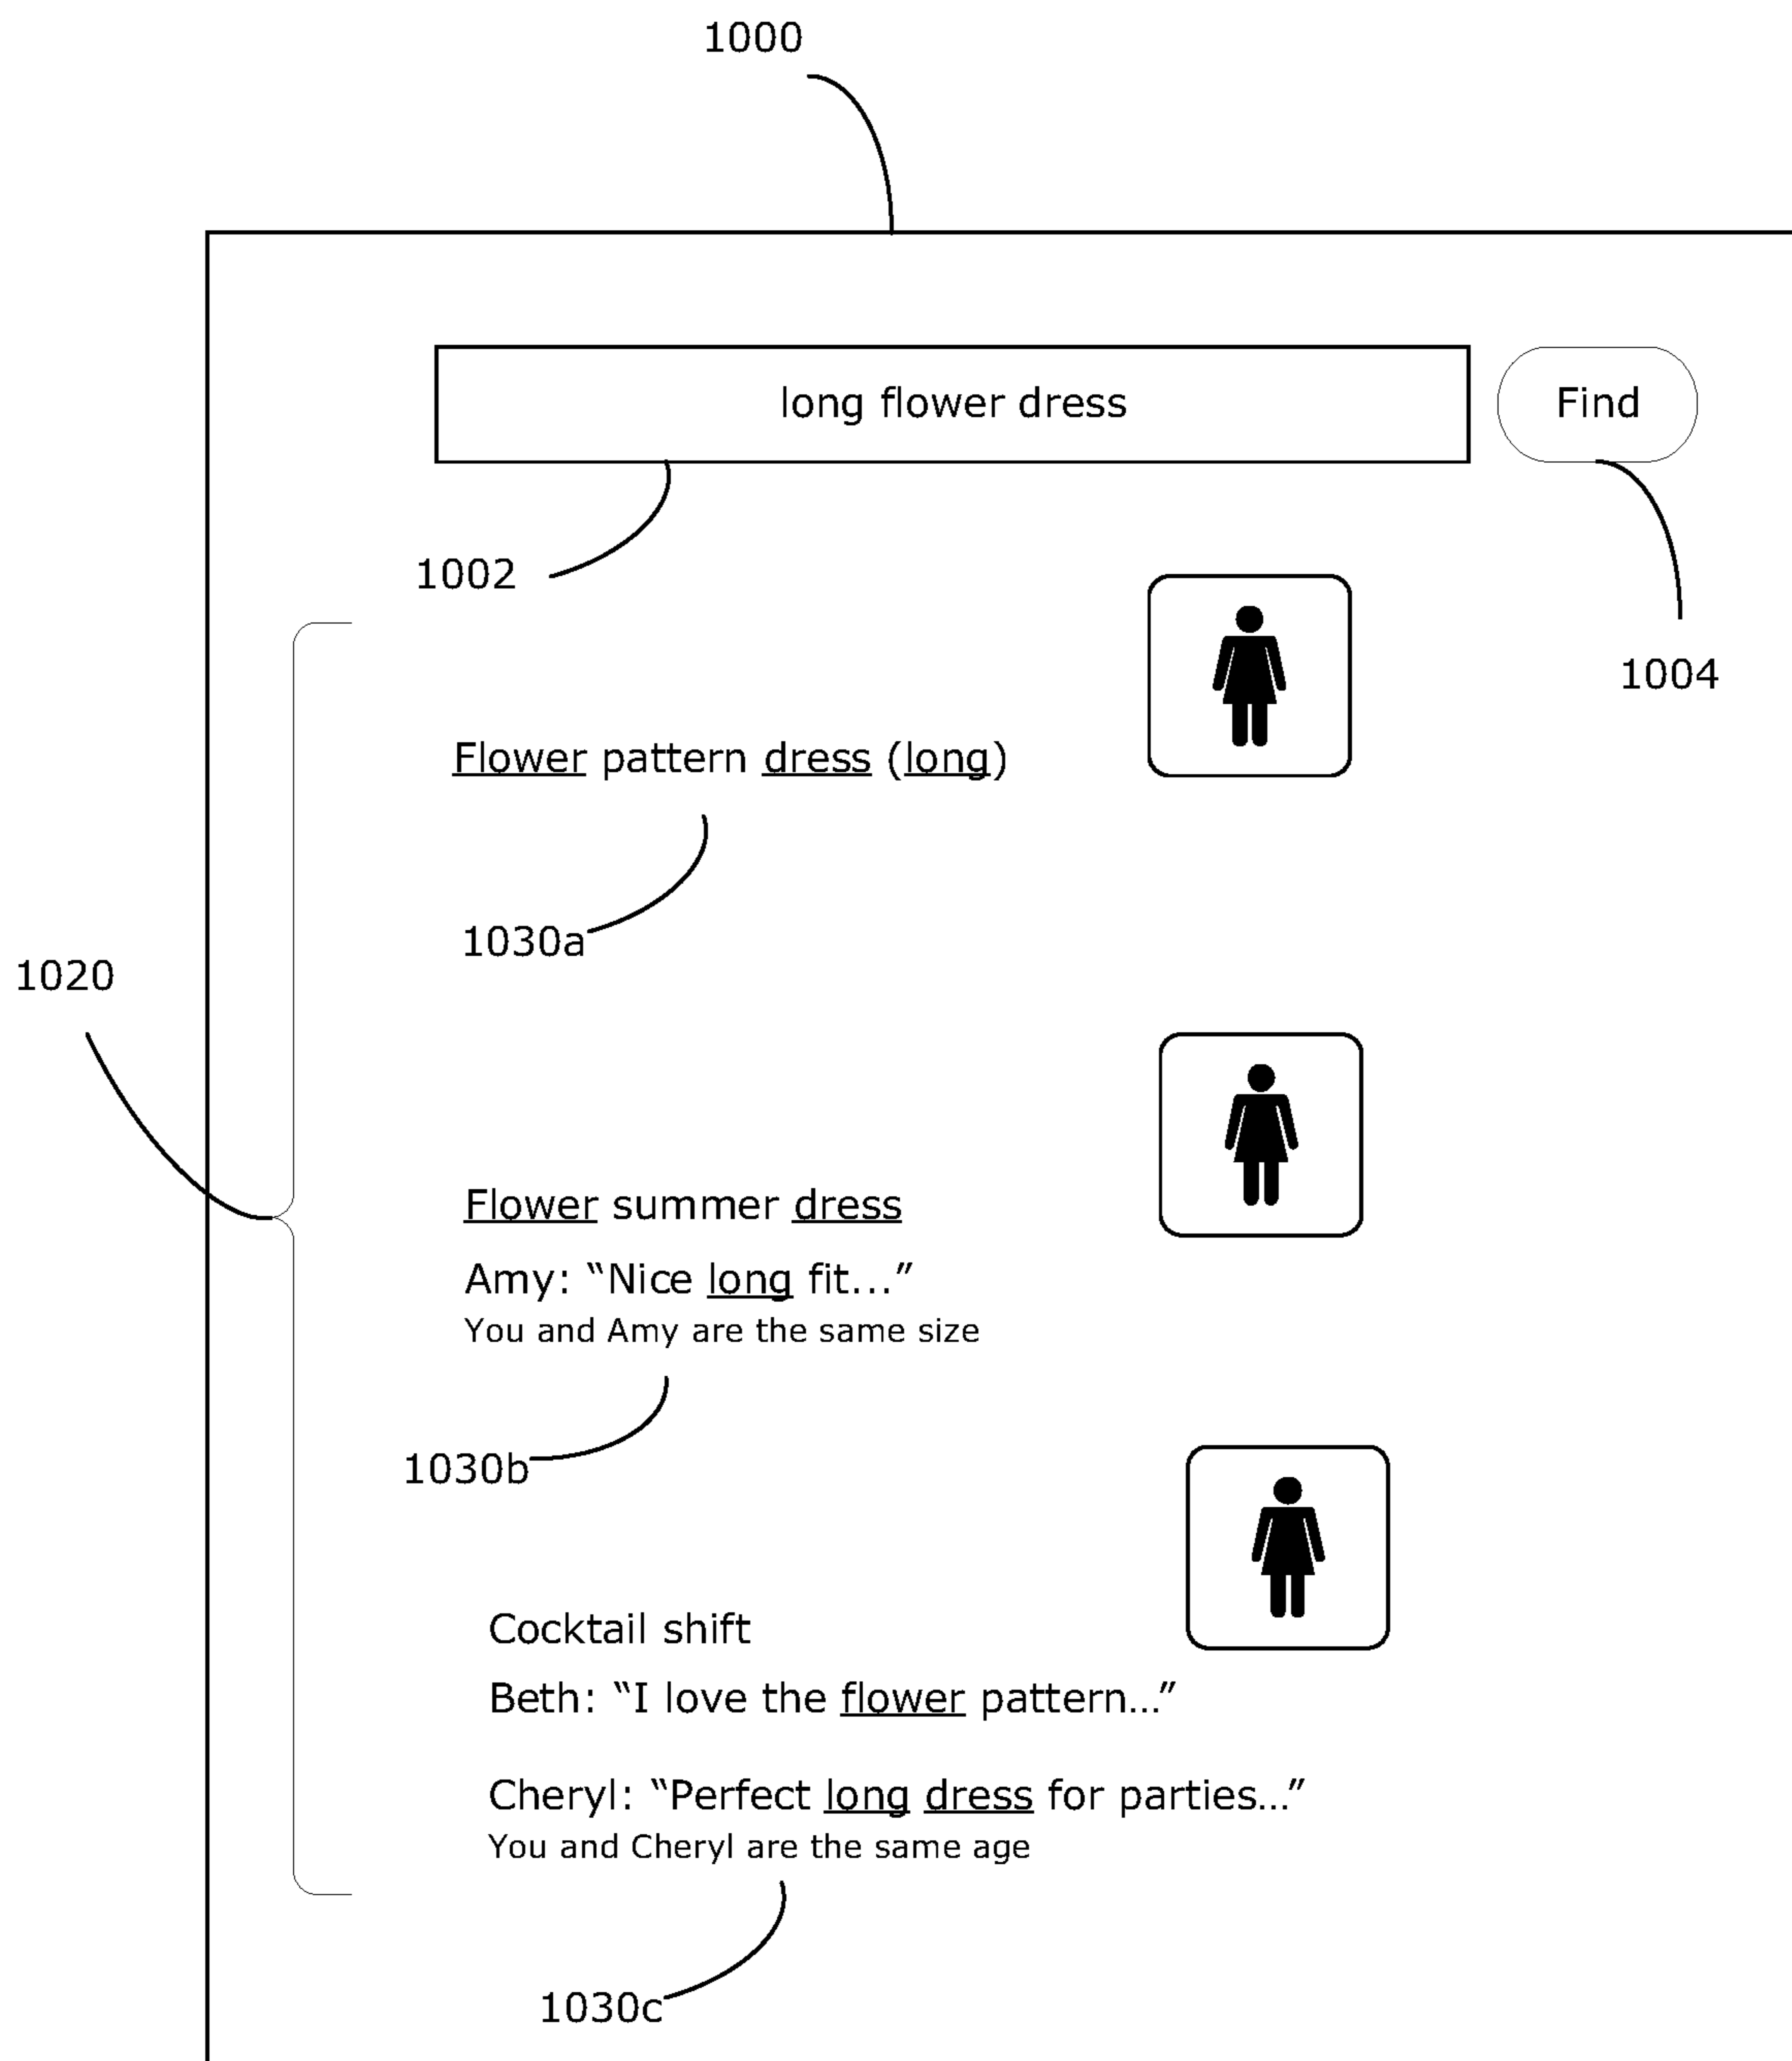 1000
long flower dress
Find
1002
1004
Flower pattern dress (long)
1030a
1020
Flower summer dress
Amy: “Nice long fit...”
You and Amy are the same size
1030b
Cocktail shift
Beth: “I love the flower pattern...”
Cheryl: “Perfect long dress for parties...”
You and Cheryl are the same age
1030c